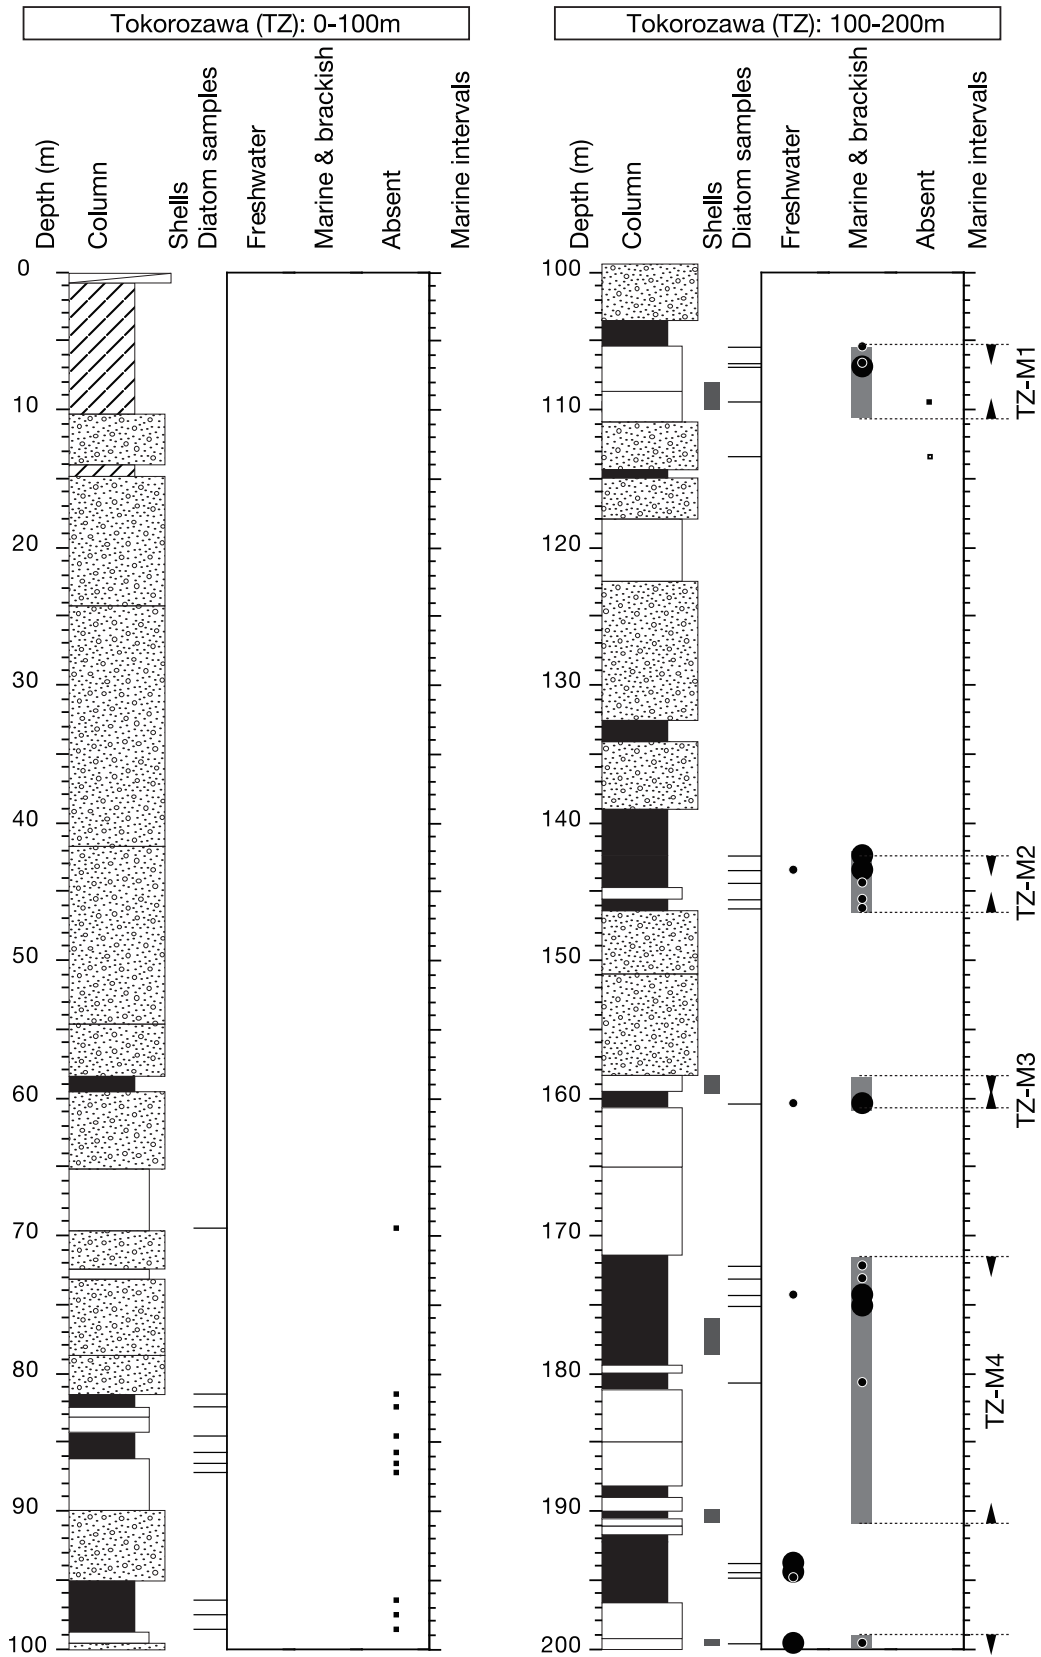 Tokorozawa (TZ): 0-100m
Depth (m)
Column
Shells
Diatom samples
Freshwater
Marine & brackish
Absent
Marine intervals
0
10
20
30
40
50
60
70
80
90
100
Tokorozawa (TZ): 100-200m
Depth (m)
Column
Shells
Diatom samples
Freshwater
Marine & brackish
Absent
Marine intervals
100
110
120
130
140
150
160
170
180
190
200
TZ-M1
TZ-M2
TZ-M3
TZ-M4